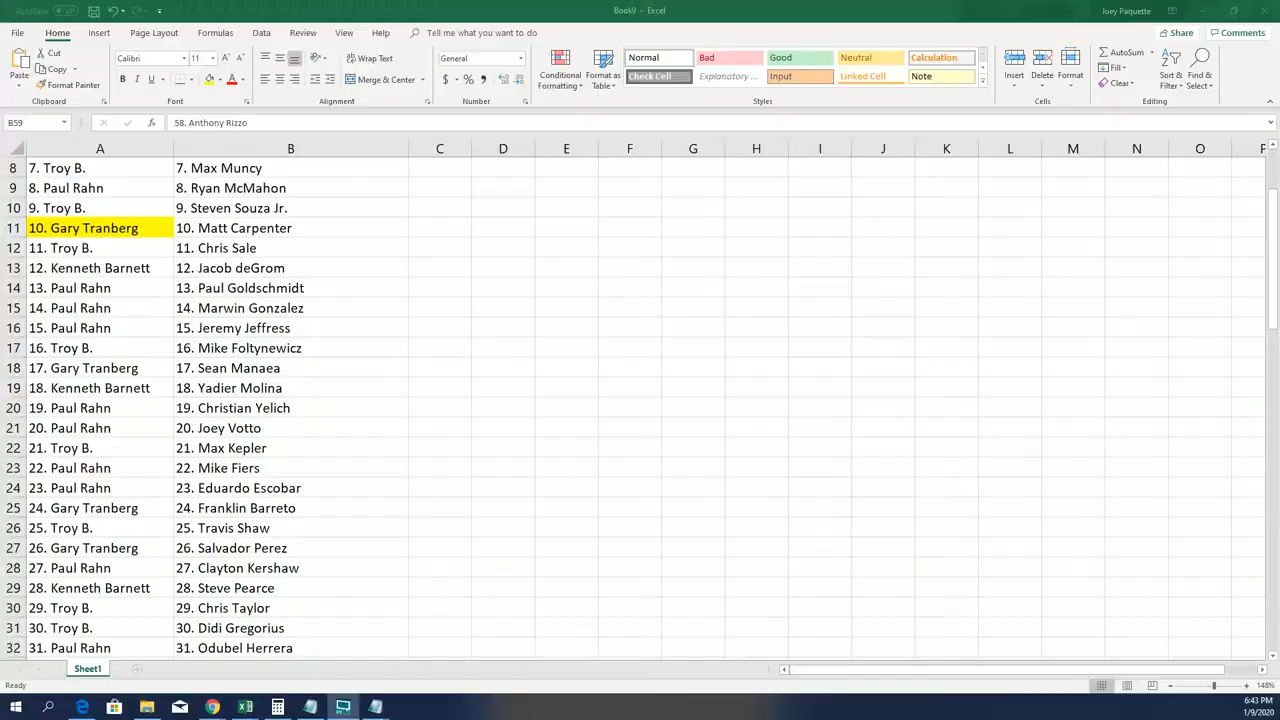 AutoSave Off
Book9 - Excel
Joey Paquette
File Home Insert Page Layout Formulas Data Review View Help Tell me what you want to do
Share Comments
Paste
Cut
Copy
Format Painter
Clipboard
Calibri 11
B I U
Font
Wrap Text
Merge & Center
Alignment
General
$ % ,
Number
Conditional Formatting
Format as Table
Normal Bad Good Neutral Calculation
Check Cell Explanatory ... Input Linked Cell Note
Styles
Insert Delete Format
Cells
AutoSum
Fill
Clear
Sort & Filter
Find & Select
Editing
B59 fx 58. Anthony Rizzo
A B C D E F G H I J K L M N O P
8 7. Troy B. 7. Max Muncy
9 8. Paul Rahn 8. Ryan McMahon
10 9. Troy B. 9. Steven Souza Jr.
11 10. Gary Tranberg 10. Matt Carpenter
12 11. Troy B. 11. Chris Sale
13 12. Kenneth Barnett 12. Jacob deGrom
14 13. Paul Rahn 13. Paul Goldschmidt
15 14. Paul Rahn 14. Marwin Gonzalez
16 15. Paul Rahn 15. Jeremy Jeffress
17 16. Troy B. 16. Mike Foltynewicz
18 17. Gary Tranberg 17. Sean Manaea
19 18. Kenneth Barnett 18. Yadier Molina
20 19. Paul Rahn 19. Christian Yelich
21 20. Paul Rahn 20. Joey Votto
22 21. Troy B. 21. Max Kepler
23 22. Paul Rahn 22. Mike Fiers
24 23. Paul Rahn 23. Eduardo Escobar
25 24. Gary Tranberg 24. Franklin Barreto
26 25. Troy B. 25. Travis Shaw
27 26. Gary Tranberg 26. Salvador Perez
28 27. Paul Rahn 27. Clayton Kershaw
29 28. Kenneth Barnett 28. Steve Pearce
30 29. Troy B. 29. Chris Taylor
31 30. Troy B. 30. Didi Gregorius
32 31. Paul Rahn 31. Odubel Herrera
Sheet1
Ready
148%
6:43 PM
1/9/2020